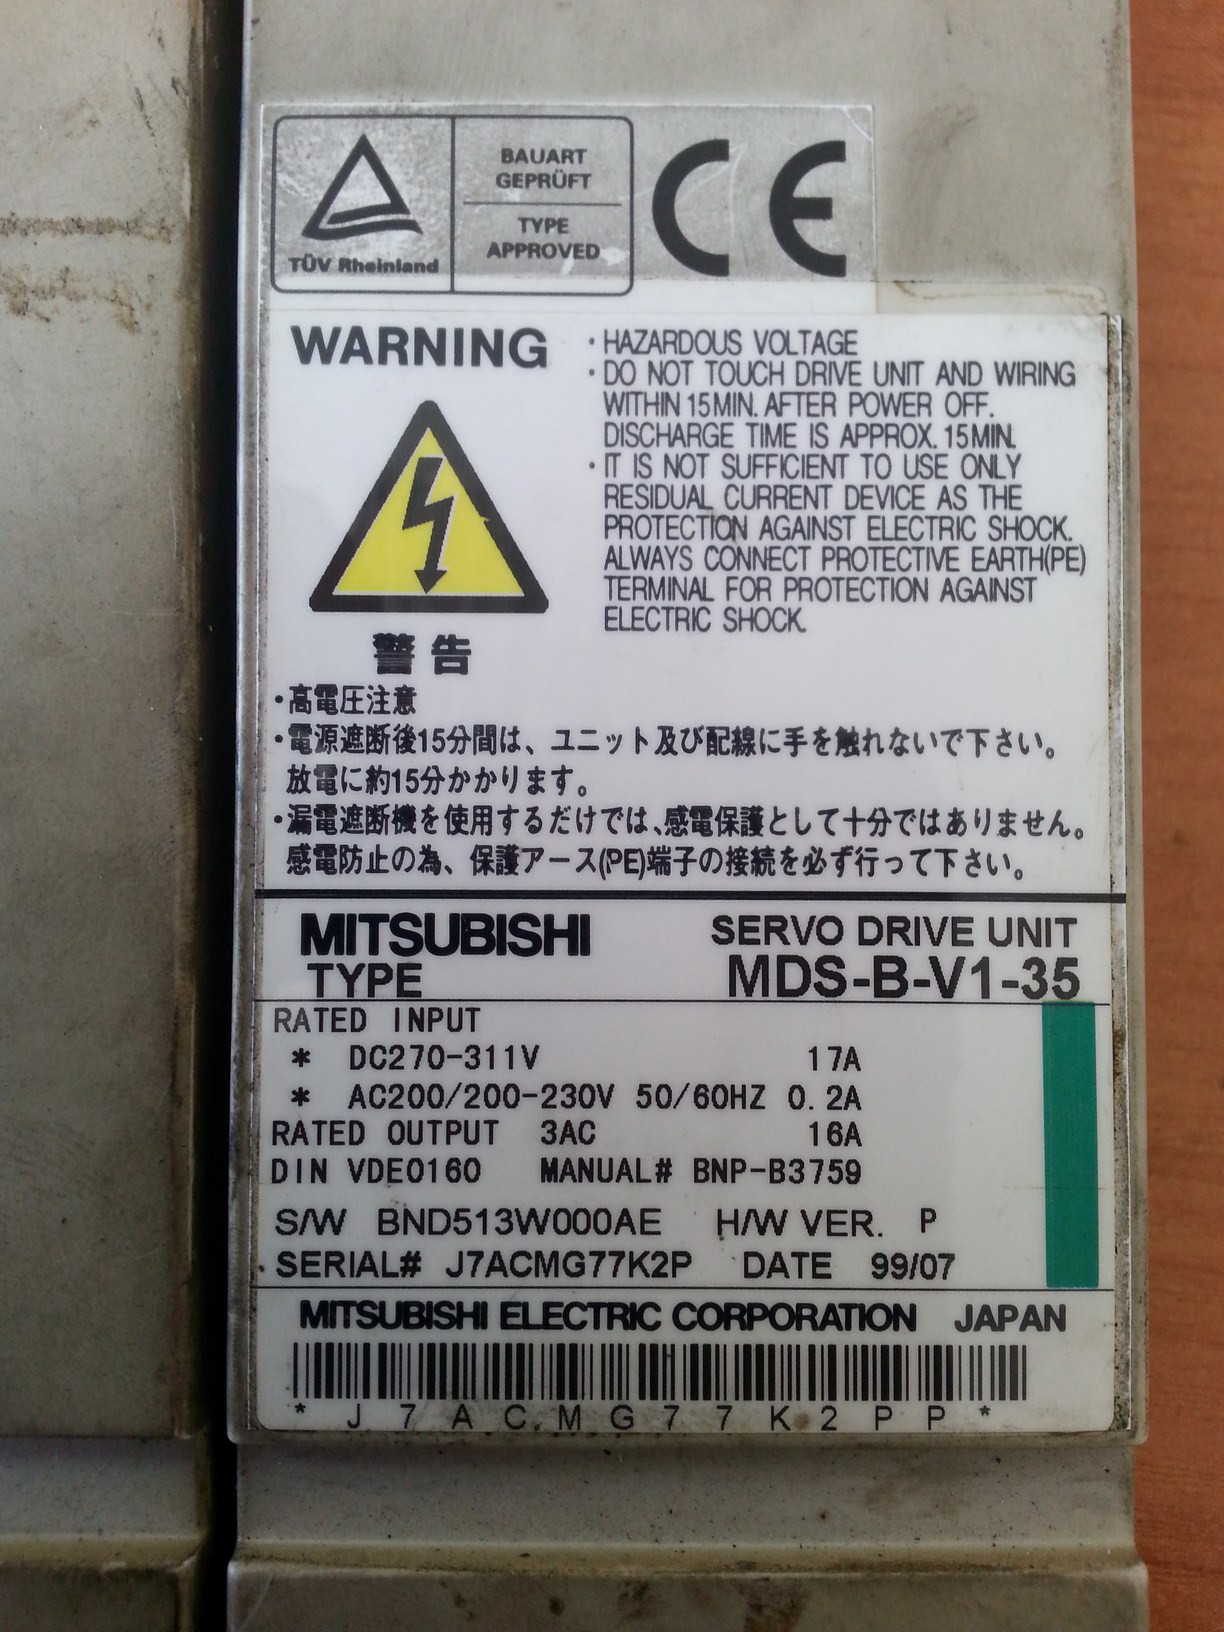 BAUART
GEPRÜFT
TYPE
APPROVED
TÜV Rheinland
CE
WARNING
・HAZARDOUS VOLTAGE
・DO NOT TOUCH DRIVE UNIT AND WIRING
WITHIN 15MIN. AFTER POWER OFF.
DISCHARGE TIME IS APPROX. 15MIN.
・IT IS NOT SUFFICIENT TO USE ONLY
RESIDUAL CURRENT DEVICE AS THE
PROTECTION AGAINST ELECTRIC SHOCK.
ALWAYS CONNECT PROTECTIVE EARTH(PE)
TERMINAL FOR PROTECTION AGAINST
ELECTRIC SHOCK.
警告
・高電圧注意
・電源遮断後15分間は、ユニット及び配線に手を触れないで下さい。
放電に約15分かかります。
・漏電遮断機を使用するだけでは、感電保護として十分ではありません。
感電防止の為、保護アース(PE)端子の接続を必ず行って下さい。
MITSUBISHI SERVO DRIVE UNIT
TYPE MDS-B-V1-35
RATED INPUT
* DC270-311V 17A
* AC200/200-230V 50/60HZ 0.2A
RATED OUTPUT 3AC 16A
DIN VDE0160 MANUAL# BNP-B3759
S/W BND513W000AE H/W VER. P
SERIAL# J7ACMG77K2P DATE 99/07
MITSUBISHI ELECTRIC CORPORATION JAPAN
* J 7 A C M G 7 7 K 2 P P *